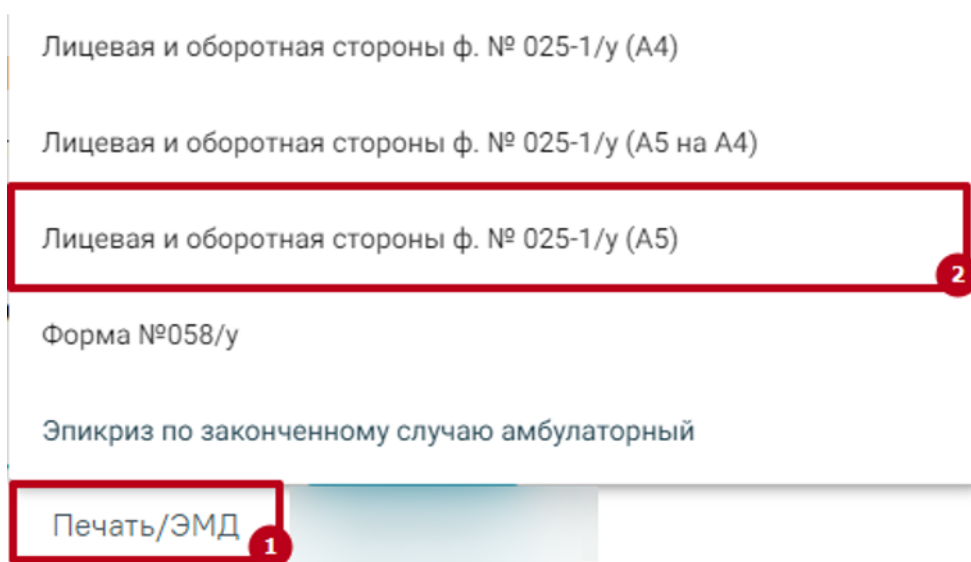 Лицевая и оборотная стороны ф. № 025-1/у (А4)
Лицевая и оборотная стороны ф. № 025-1/у (А5 на А4)
Лицевая и оборотная стороны ф. № 025-1/у (А5)
2
Форма №058/у
Эпикриз по законченному случаю амбулаторный
Печать/ЭМД
1